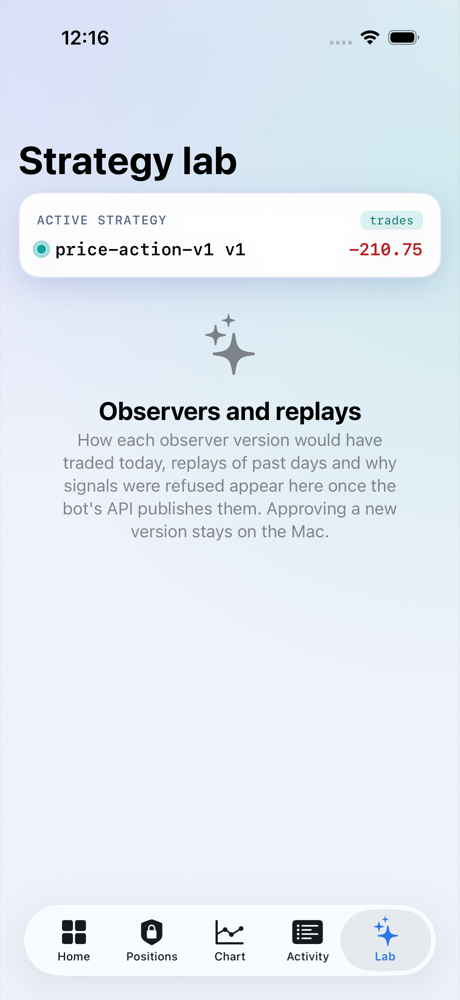 12:16
Strategy lab
ACTIVE STRATEGY
trades
price-action-v1 v1
−210.75
Observers and replays
How each observer version would have
traded today, replays of past days and why
signals were refused appear here once the
bot's API publishes them. Approving a new
version stays on the Mac.
Home
Positions
Chart
Activity
Lab